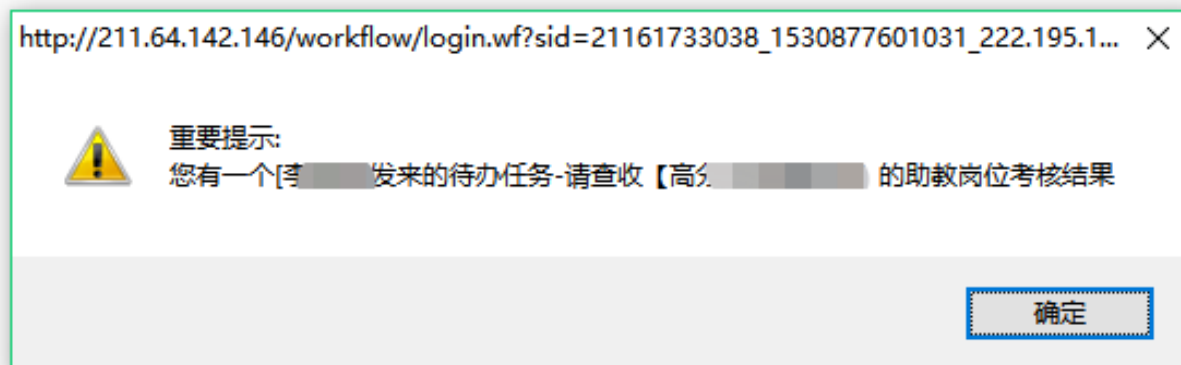 http://211.64.142.146/workflow/login.wf?sid=21161733038_1530877601031_222.195.1...
重要提示:
您有一个[李 发来的待办任务-请查收【高分 )的助教岗位考核结果
确定